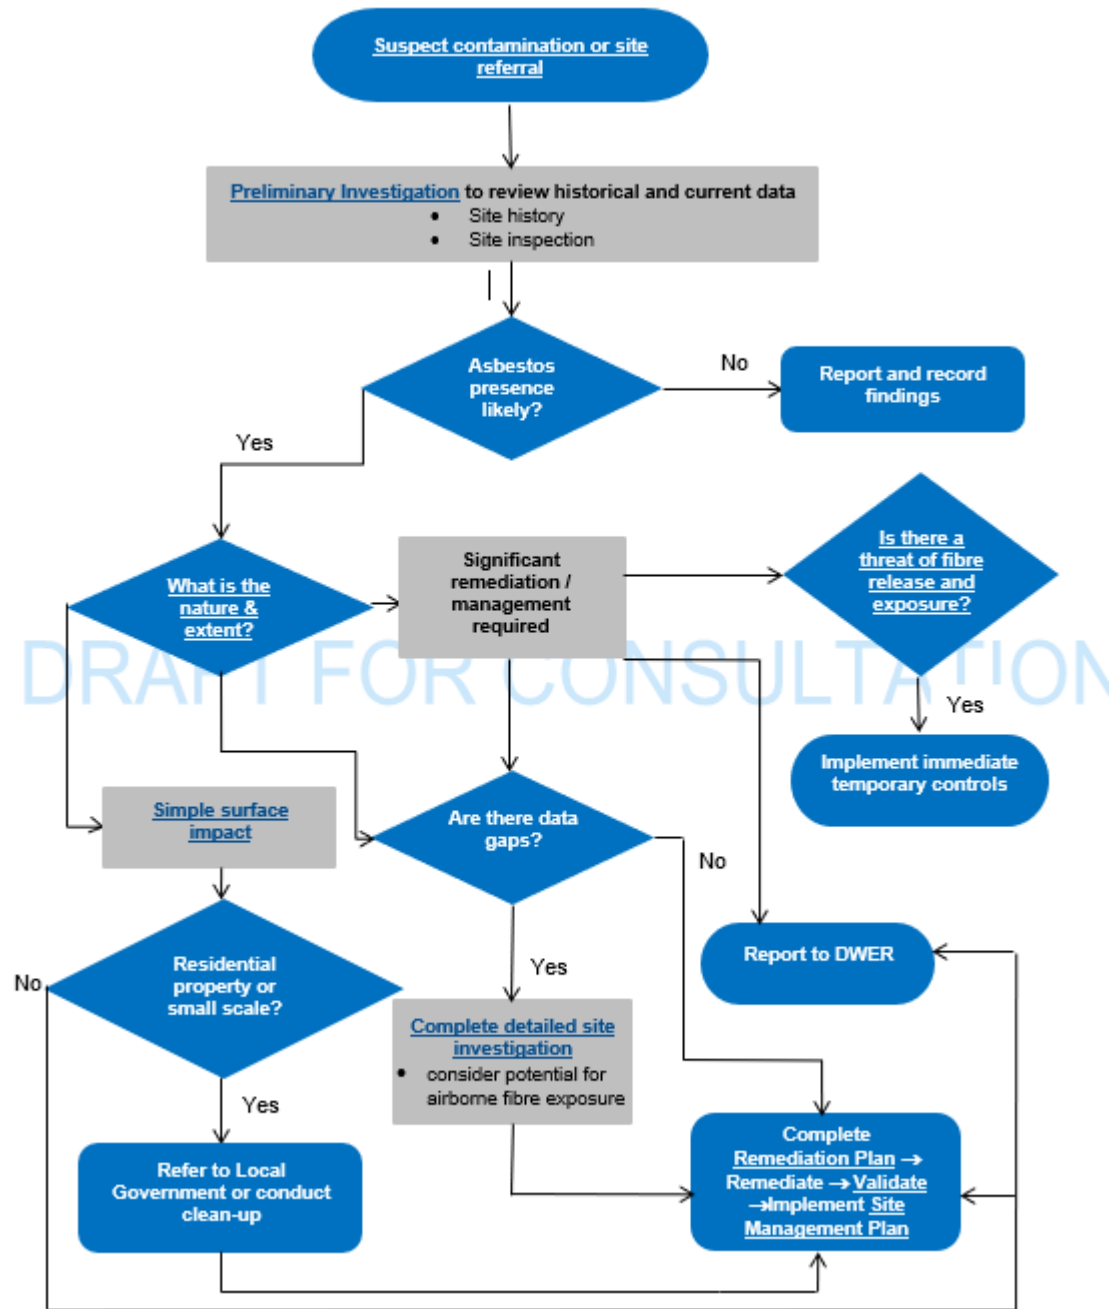 Suspect contamination or site
referral
Preliminary Investigation to review historical and current data
• Site history
• Site inspection
Asbestos
presence
likely?
No
Report and record
findings
Yes
Is there a
threat of fibre
release and
exposure?
What is the
nature &
extent?
Significant
remediation /
management
required
DRAFT FOR CONSULTATION
Yes
Implement immediate
temporary controls
Simple surface
impact
Are there data
gaps?
No
Residential
property or
small scale?
No
Yes
Report to DWER
Complete detailed site
investigation
• consider potential for
airborne fibre exposure
Yes
Refer to Local
Government or conduct
clean-up
Complete
Remediation Plan →
Remediate → Validate
→Implement Site
Management Plan